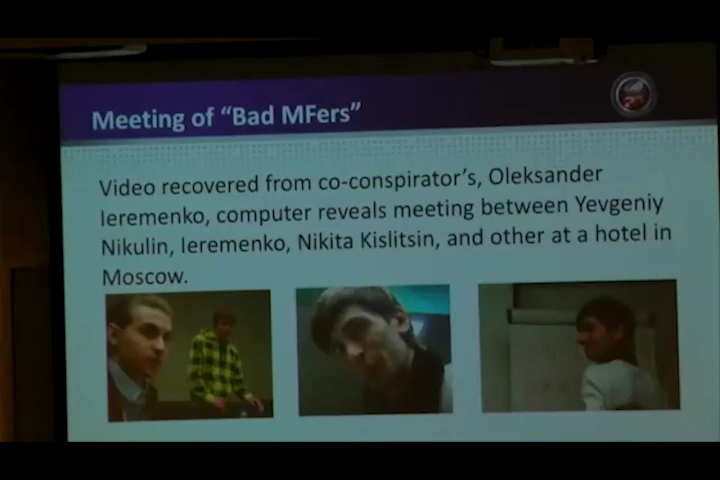 Meeting of “Bad MFers”
Video recovered from co-conspirator’s, Oleksander
Ieremenko, computer reveals meeting between Yevgeniy
Nikulin, Ieremenko, Nikita Kislitsin, and other at a hotel in
Moscow.